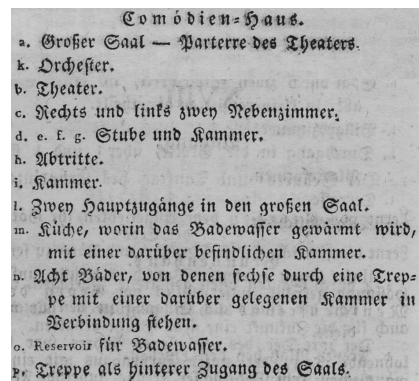 Comödien-Haus.
a. Großer Saal — Parterre des Theaters.
k. Orchester.
b. Theater.
c. Rechts und links zwey Nebenzimmer.
d. e. f. g. Stube und Kammer.
h. Abtritte.
i. Kammer.
l. Zwey Hauptzugänge in den großen Saal.
m. Küche, worin das Badewasser gewärmt wird,
mit einer darüber befindlichen Kammer.
n. Acht Bäder, von denen sechse durch eine Trep-
pe mit einer darüber gelegenen Kammer in
Verbindung stehen.
o. Reservoir für Badewasser.
p. Treppe als hinterer Zugang des Saals.